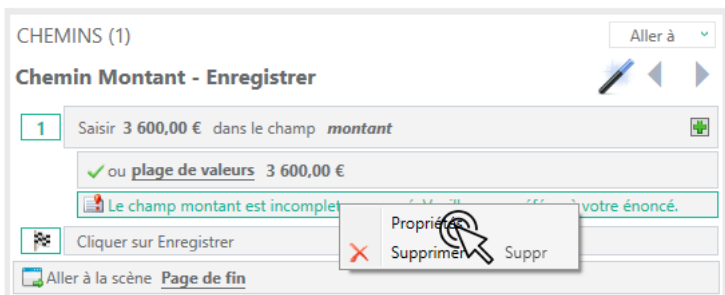 CHEMINS (1)
Aller à
Chemin Montant - Enregistrer
1 Saisir 3 600,00 € dans le champ montant
ou plage de valeurs 3 600,00 €
Le champ montant est incomplet votre énoncé.
Propriétés
Cliquer sur Enregistrer
Supprimer Suppr
Aller à la scène Page de fin